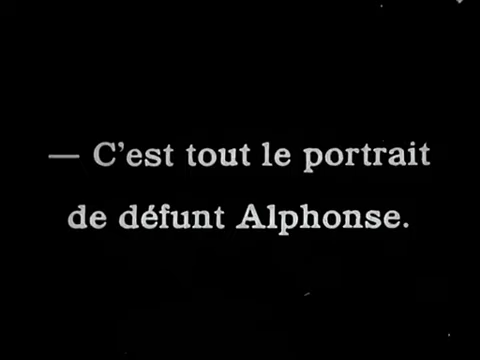 — C'est tout le portrait
de défunt Alphonse.